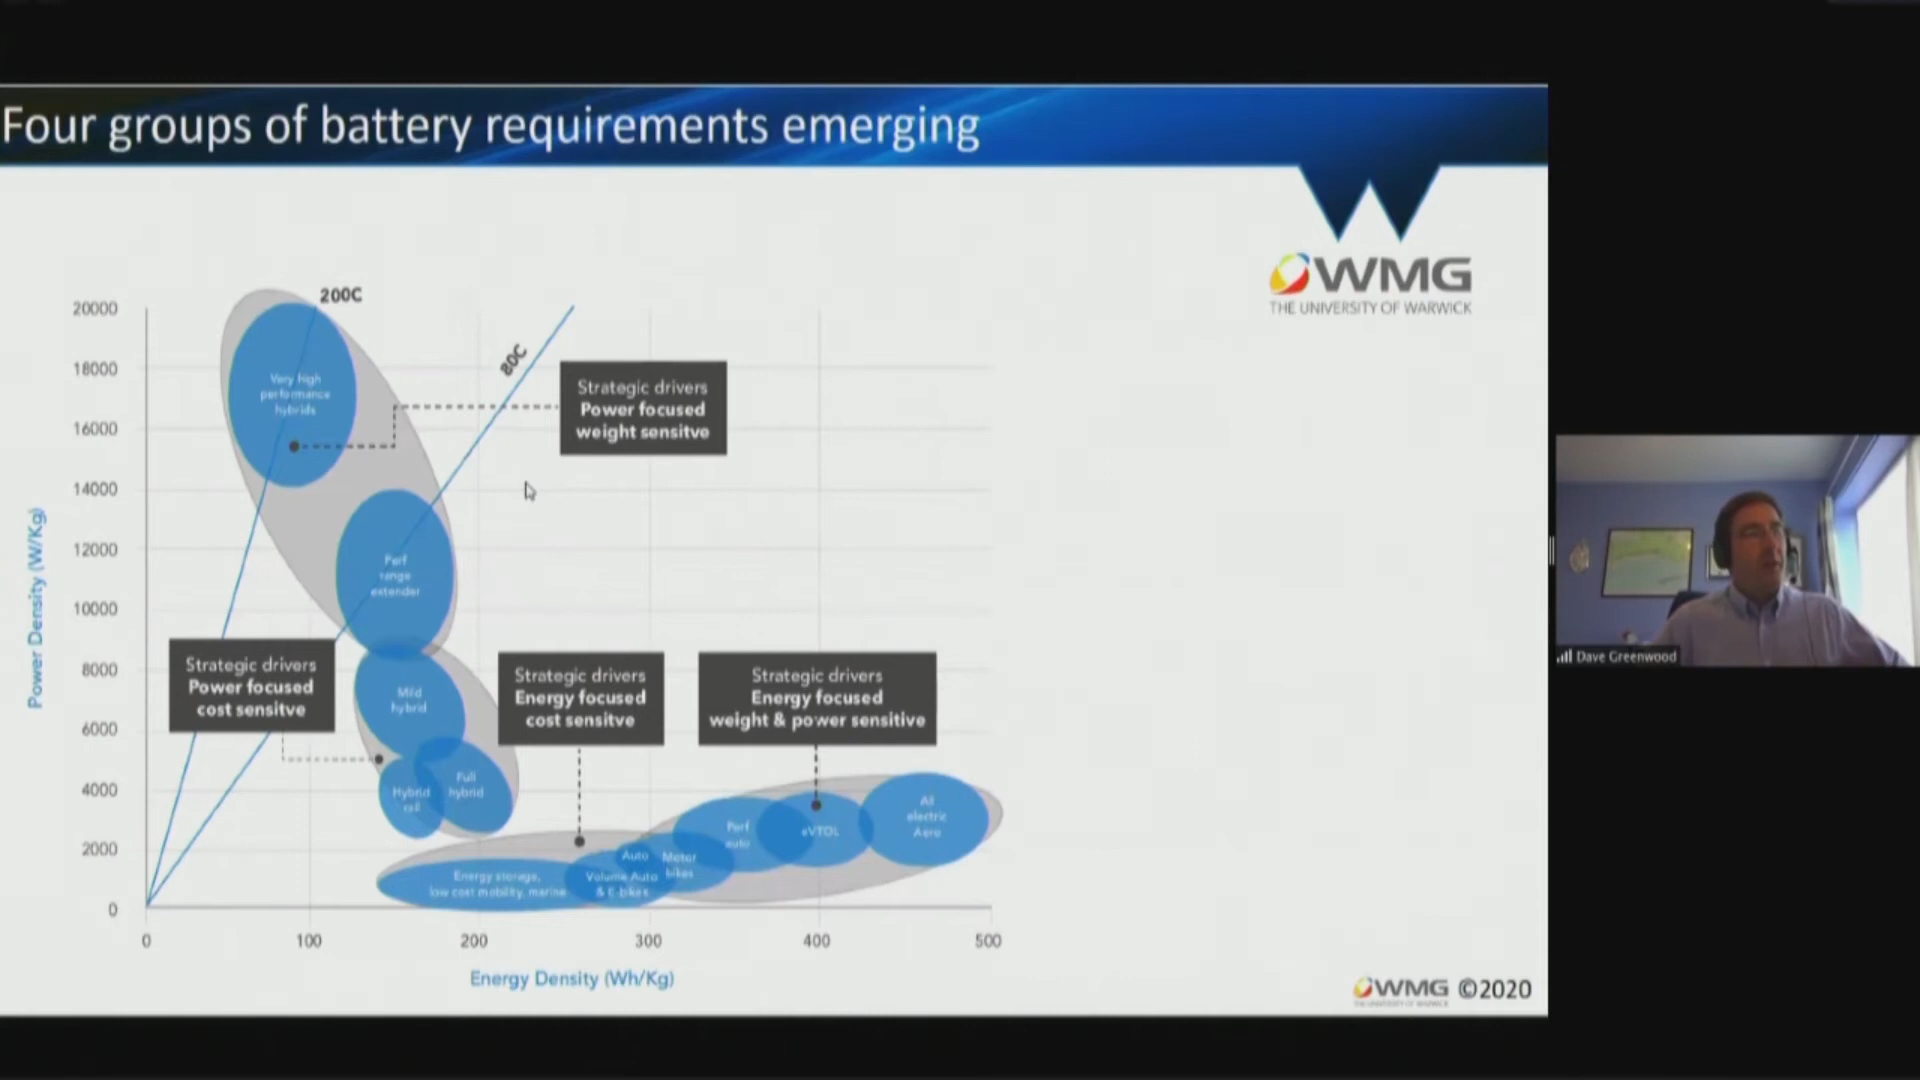 Four groups of battery requirements emerging
WMG
THE UNIVERSITY OF WARWICK
200C
80C
20000
18000
16000
14000
12000
10000
8000
6000
4000
2000
0
Power Density (W/Kg)
Very high
performance
hybrids
Strategic drivers
Power focused
weight sensitve
Perf
range
extender
Strategic drivers
Power focused
cost sensitve
Mild
hybrid
Hybrid
cell
Full
hybrid
Strategic drivers
Energy focused
cost sensitve
Strategic drivers
Energy focused
weight & power sensitive
Energy storage,
low cost mobility, marine
Volume Auto
& E-bikes
Auto
Motor
bikes
Perf
auto
eVTOL
All
electric
Aero
0 100 200 300 400 500
Energy Density (Wh/Kg)
WMG ©2020
THE UNIVERSITY OF WARWICK
Dave Greenwood